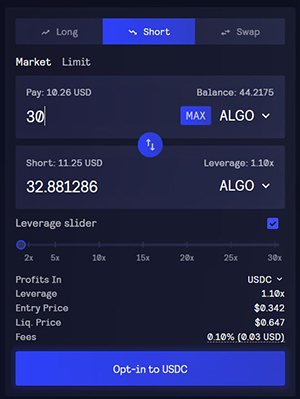 Long Short Swap
Market Limit
Pay: 10.26 USD Balance: 44.2175
30 MAX ALGO
Short: 11.25 USD Leverage: 1.10x
32.881286 ALGO
Leverage slider
2x 5x 10x 15x 20x 25x 30x
Profits In USDC
Leverage 1.10x
Entry Price $0.342
Liq. Price $0.647
Fees 0.10% (0.03 USD)
Opt-in to USDC